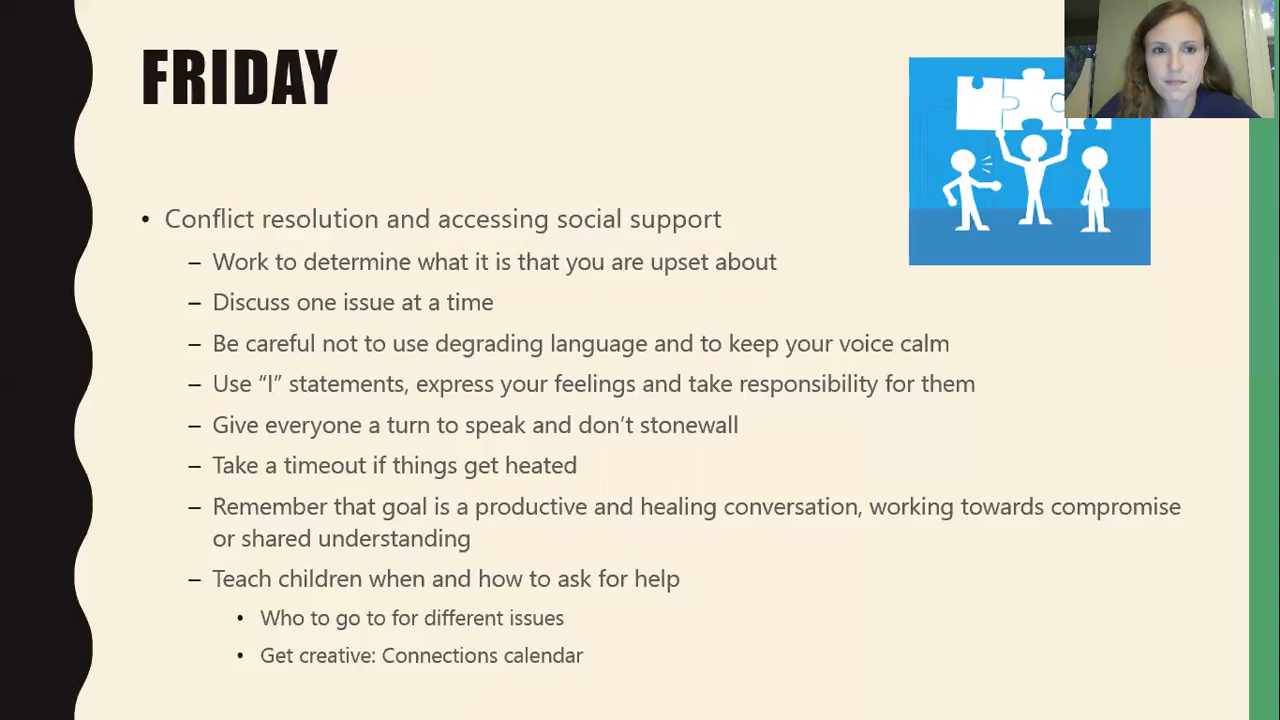 FRIDAY
• Conflict resolution and accessing social support
– Work to determine what it is that you are upset about
– Discuss one issue at a time
– Be careful not to use degrading language and to keep your voice calm
– Use “I” statements, express your feelings and take responsibility for them
– Give everyone a turn to speak and don’t stonewall
– Take a timeout if things get heated
– Remember that goal is a productive and healing conversation, working towards compromise
or shared understanding
– Teach children when and how to ask for help
• Who to go to for different issues
• Get creative: Connections calendar